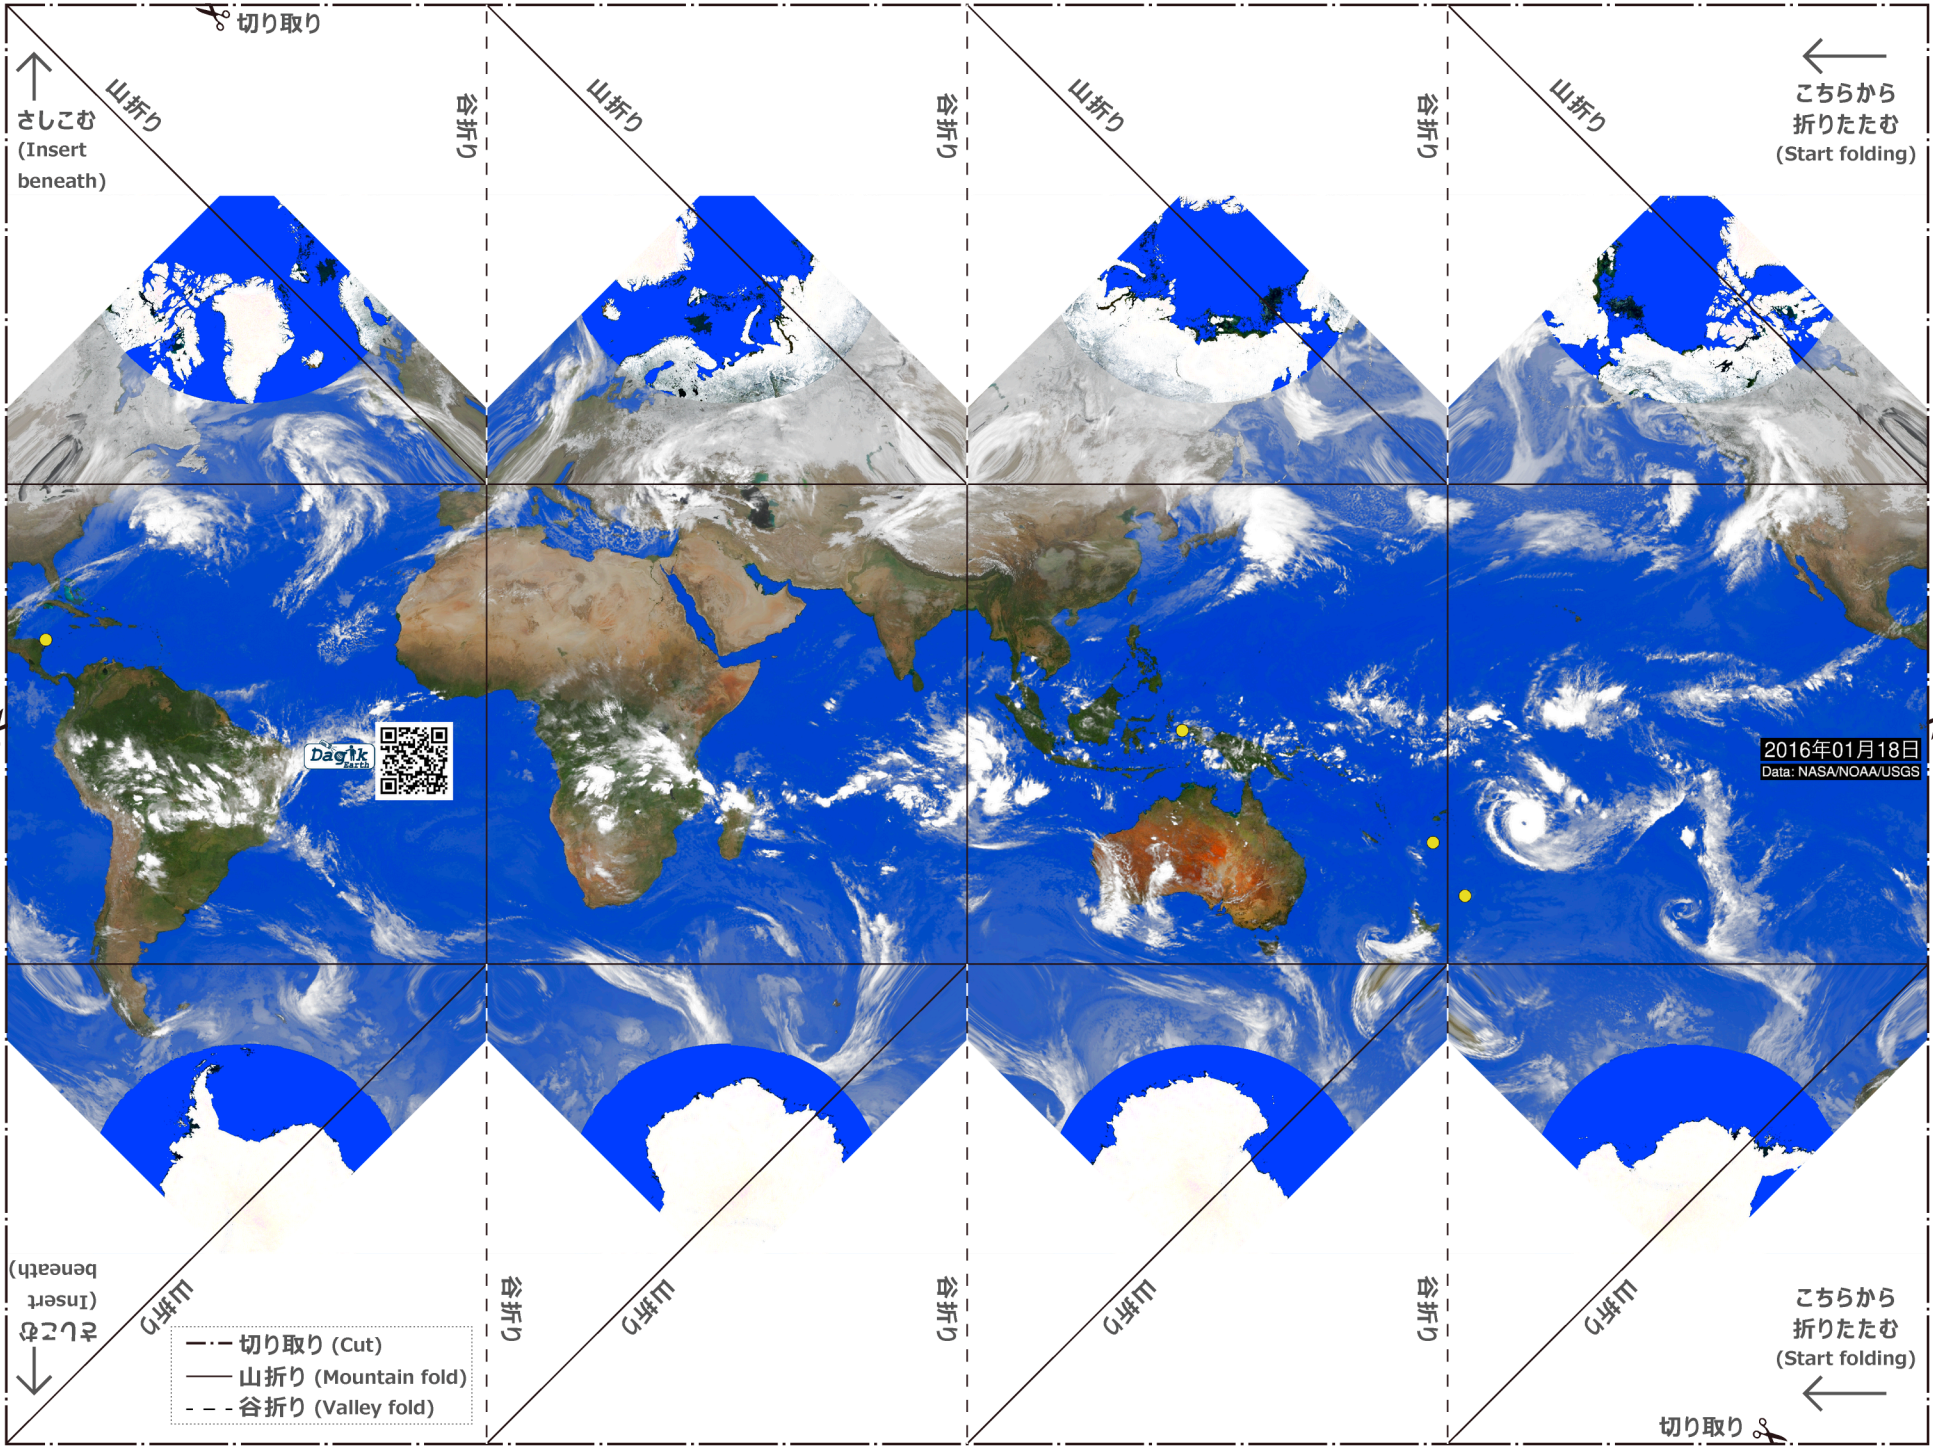 切り取り
山折り
山折り
山折り
山折り
谷折り
谷折り
谷折り
さしこむ
(Insert
beneath)
こちらから
折りたたむ
(Start folding)
Dagik
Earth
2016年01月18日
Data: NASA/NOAA/USGS
さしこむ
(Insert
beneath)
山折り
山折り
山折り
山折り
谷折り
谷折り
谷折り
切り取り (Cut)
山折り (Mountain fold)
谷折り (Valley fold)
こちらから
折りたたむ
(Start folding)
切り取り